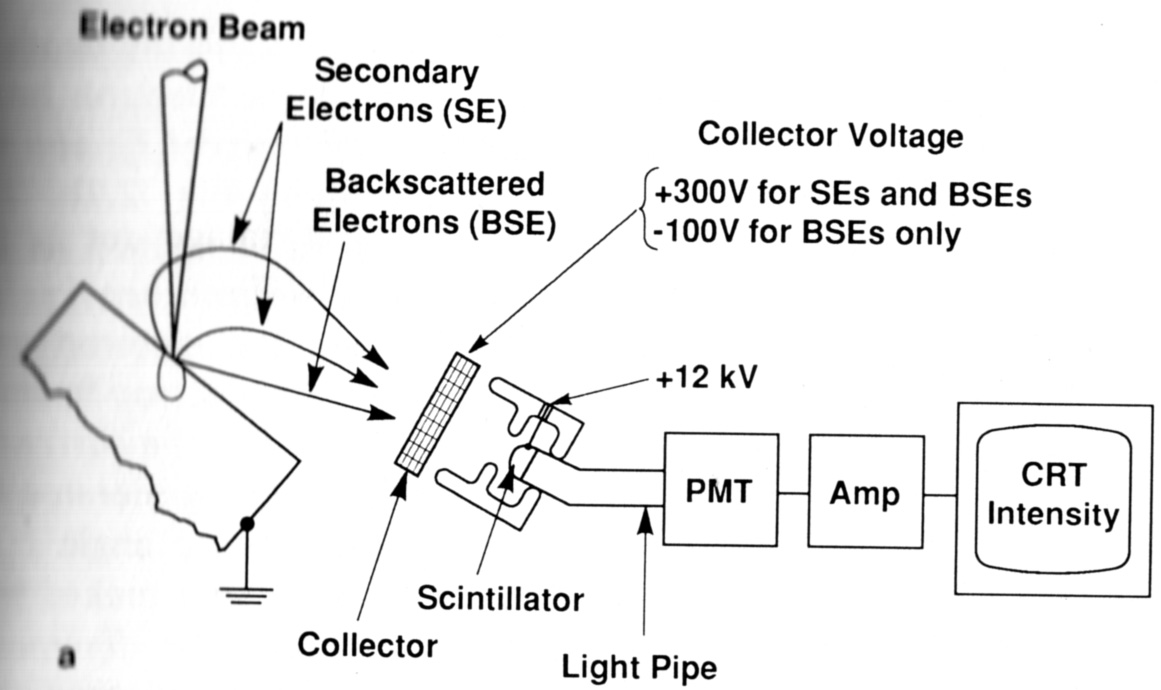 Electron Beam
Secondary
Electrons (SE)
Backscattered
Electrons (BSE)
Collector Voltage
+300V for SEs and BSEs
-100V for BSEs only
+12 kV
PMT
Amp
CRT
Intensity
Scintillator
Collector
Light Pipe
a